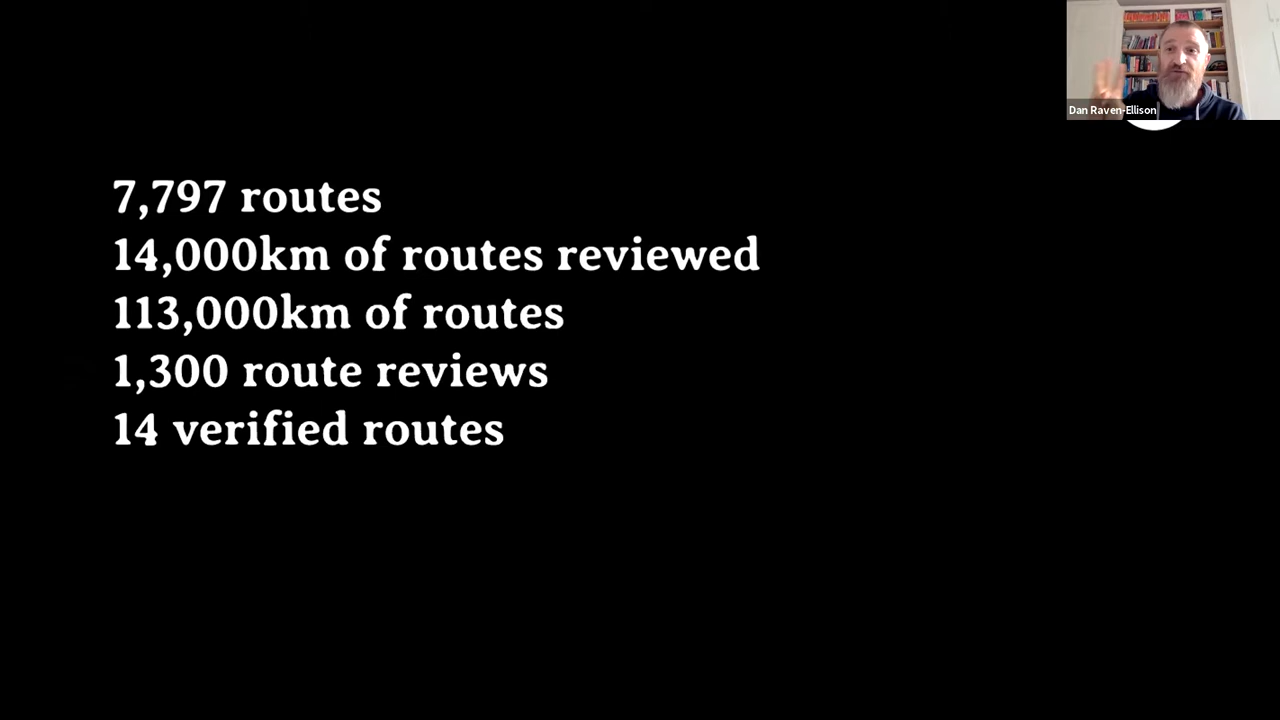 Dan Raven-Ellison
7,797 routes
14,000km of routes reviewed
113,000km of routes
1,300 route reviews
14 verified routes